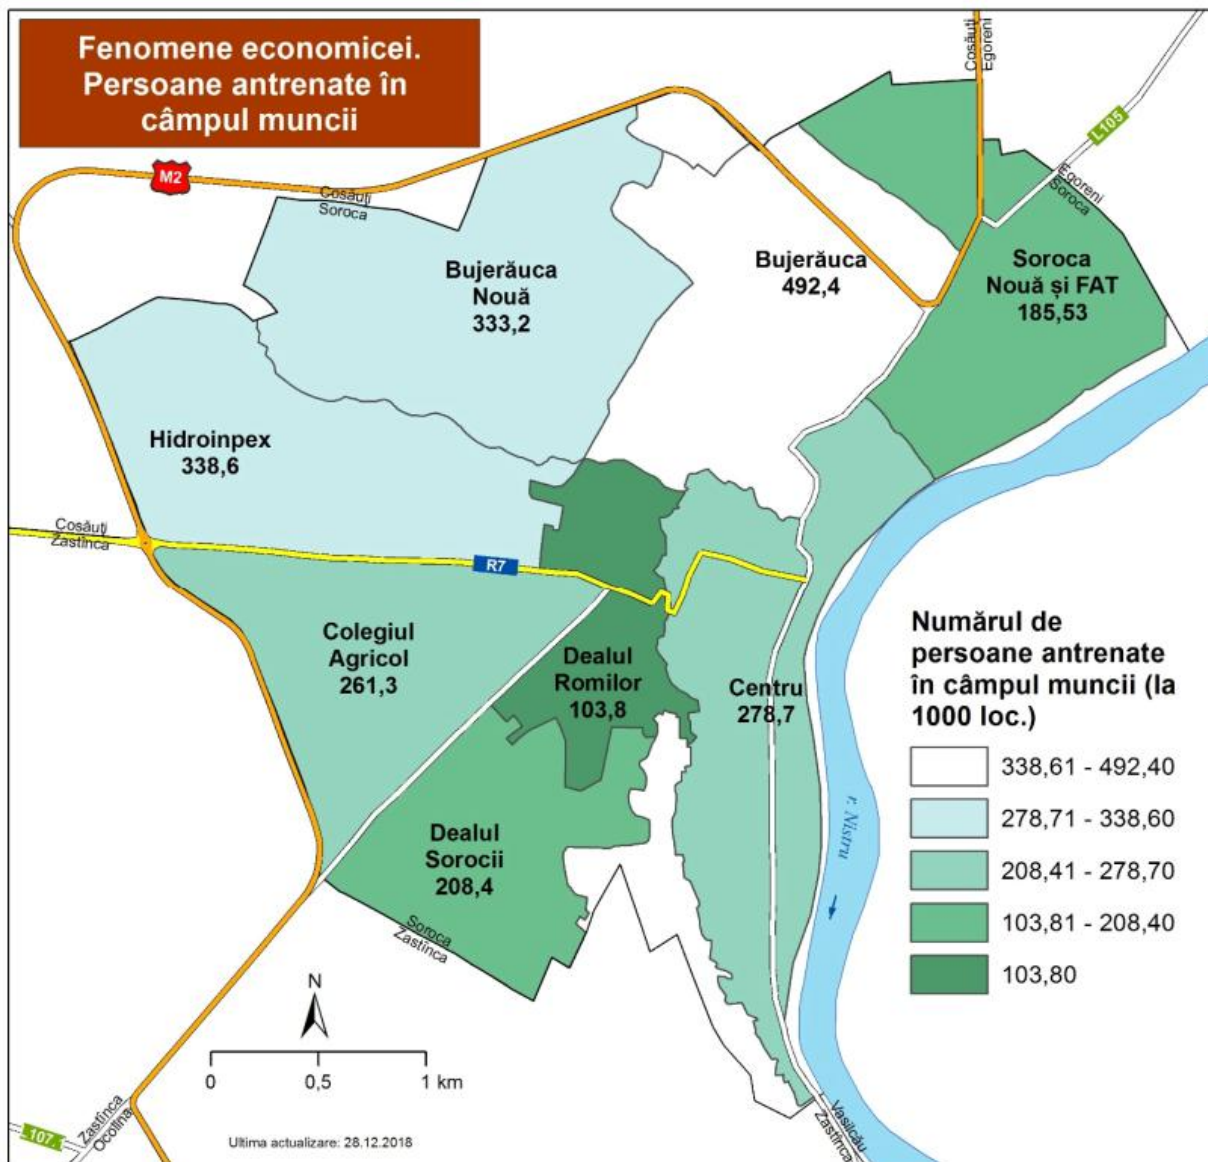 Fenomene economicei.
Persoane antrenate în
câmpul muncii
M2
Cosăuţi
Soroca
Cosăuţi
Egoreni
L105
Egoreni
Soroca
Bujerăuca
Nouă
333,2
Bujerăuca
492,4
Soroca
Nouă și FAT
185,53
Hidroinpex
338,6
Cosăuţi
Zastînca
R7
Colegiul
Agricol
261,3
Dealul
Romilor
103,8
Centru
278,7
Dealul
Sorocii
208,4
Soroca
Zastînca
r. Nistru
Numărul de
persoane antrenate
în câmpul muncii (la
1000 loc.)
338,61 - 492,40
278,71 - 338,60
208,41 - 278,70
103,81 - 208,40
103,80
N
0 0,5 1 km
107.
Zastînca
Ocolina
Vasilcău
Zastînca
Ultima actualizare: 28.12.2018